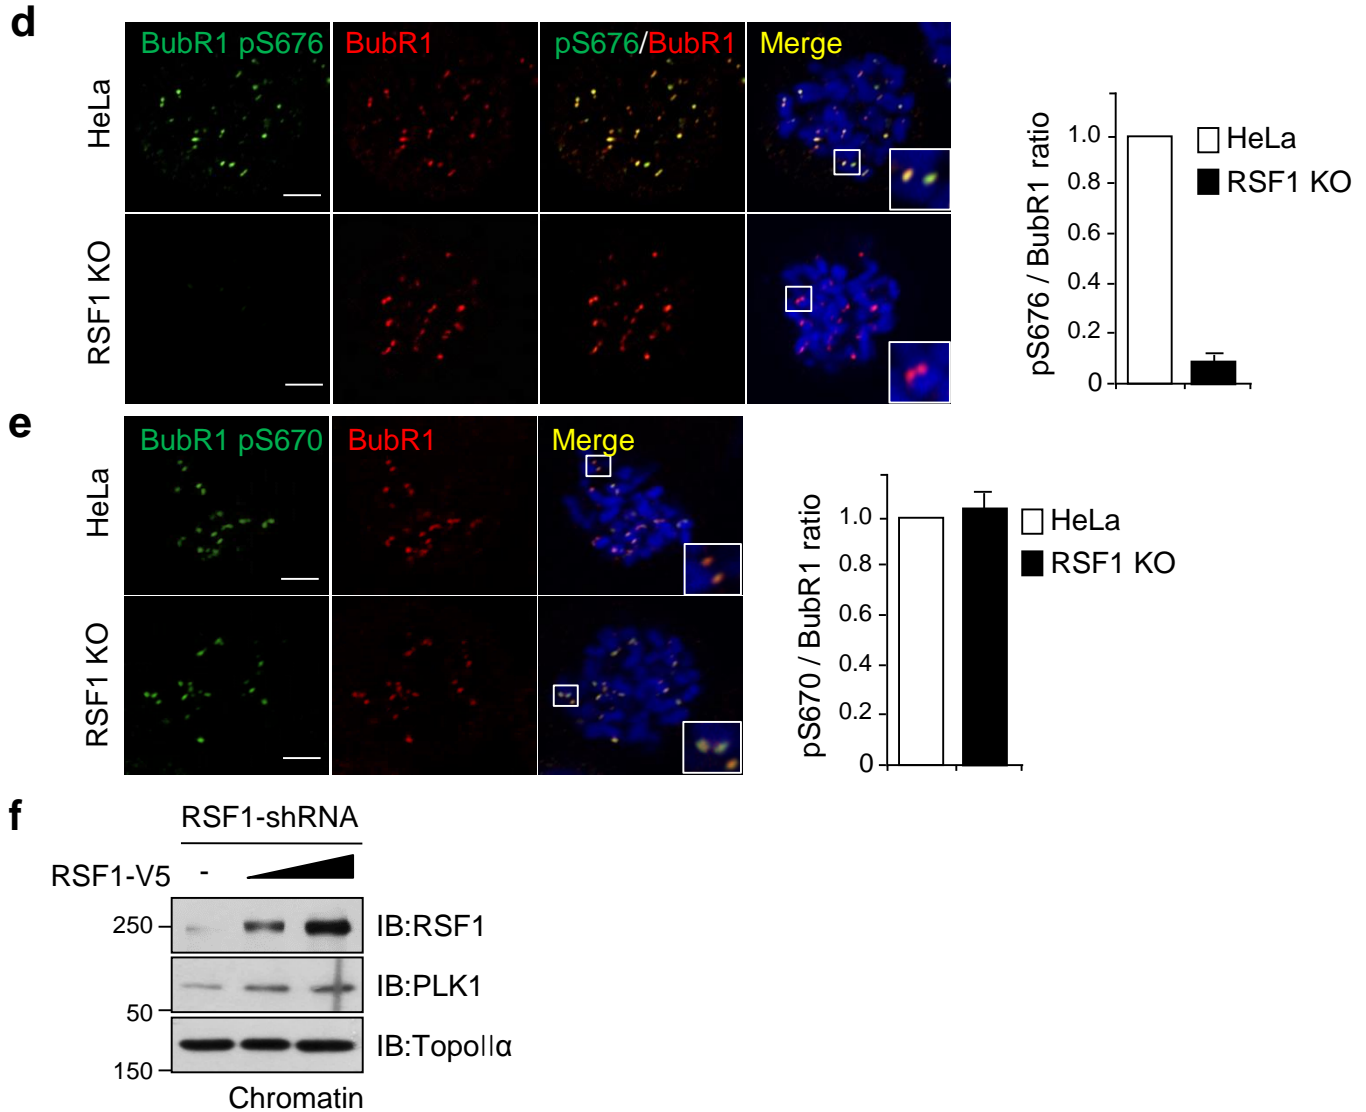 d
BubR1 pS676
BubR1
pS676/BubR1
Merge
HeLa
RSF1 KO
pS676 / BubR1 ratio
1.0
0.8
0.6
0.4
0.2
0
HeLa
RSF1 KO
e
BubR1 pS670
BubR1
Merge
HeLa
RSF1 KO
pS670 / BubR1 ratio
1.0
0.8
0.6
0.4
0.2
0
HeLa
RSF1 KO
f
RSF1-shRNA
RSF1-V5 -
250
IB:RSF1
IB:PLK1
50
IB:TopoIIα
150
Chromatin